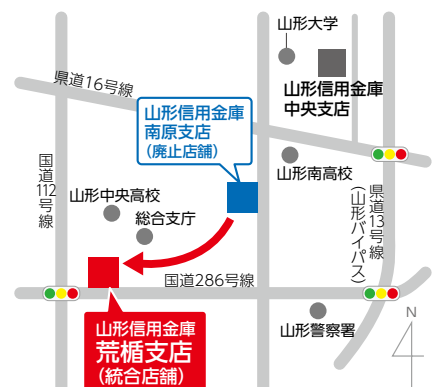 山形大学
山形信用金庫
中央支店
県道16号線
山形信用金庫
南原支店
(廃止店舗)
山形南高校
国道112号線
県道13号線
(山形バイパス)
山形中央高校
総合支庁
国道286号線
山形信用金庫
荒楯支店
(統合店舗)
山形警察署
N